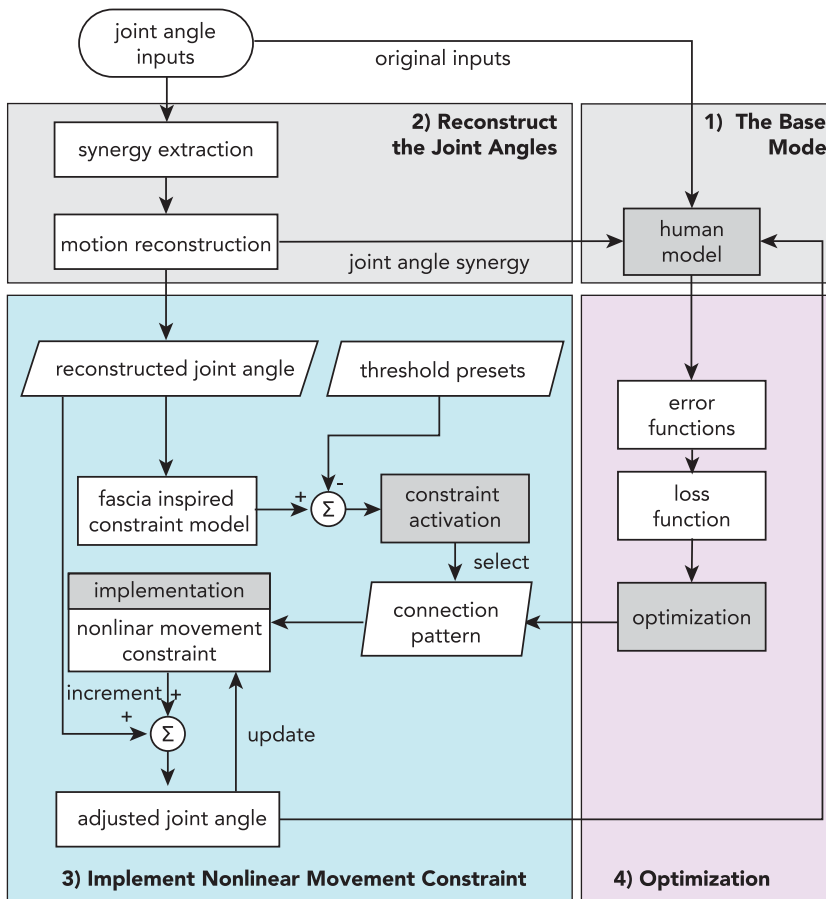 joint angle
inputs
original inputs
2) Reconstruct
the Joint Angles
1) The Base
Mode
synergy extraction
motion reconstruction
joint angle synergy
human
model
reconstructed joint angle
threshold presets
error
functions
fascia inspired
constraint model
+
-
Σ
constraint
activation
loss
function
select
implementation
nonlinar movement
constraint
connection
pattern
optimization
increment +
+
Σ
update
adjusted joint angle
3) Implement Nonlinear Movement Constraint
4) Optimization